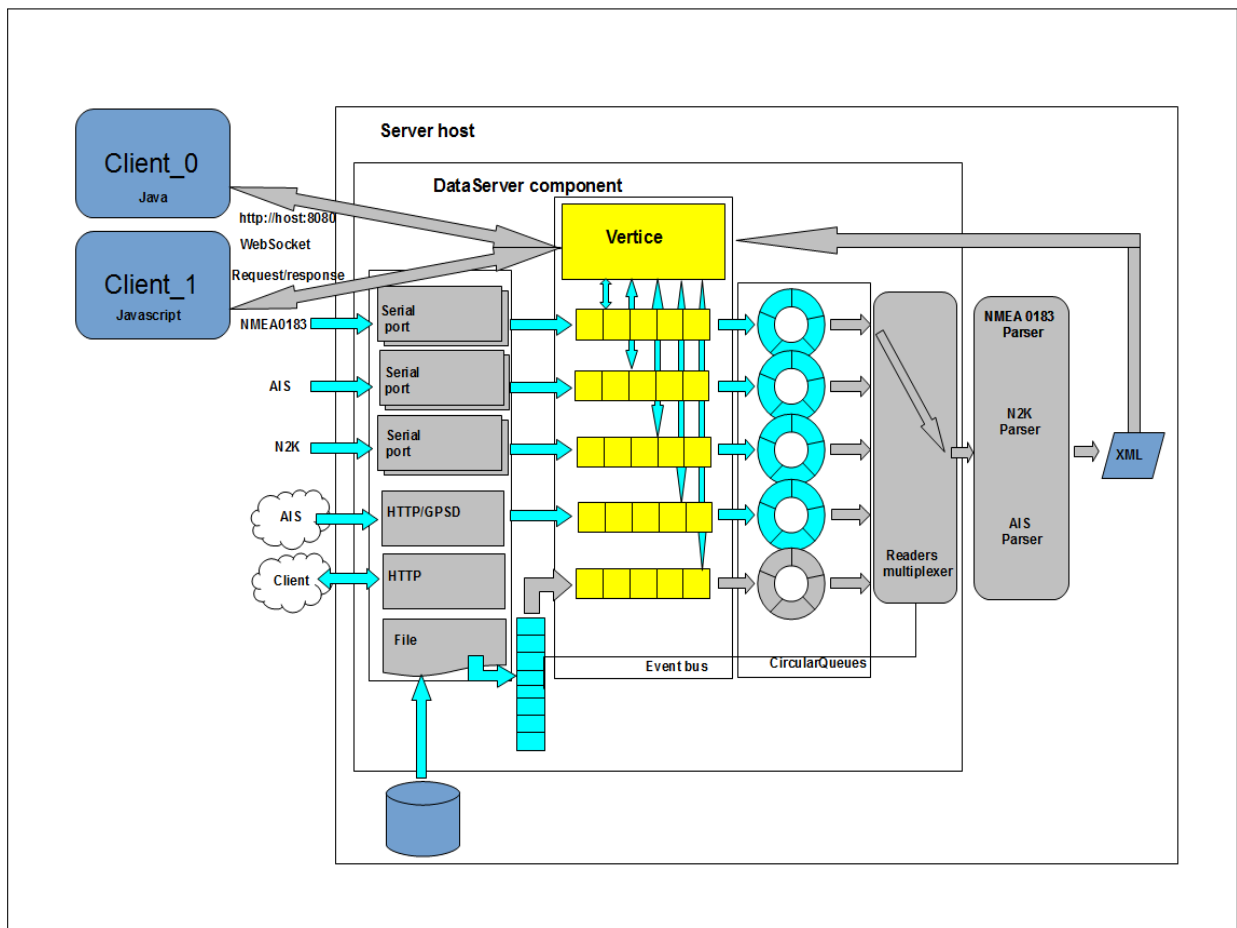 Server host
DataServer component
Client_0
Java
http://host:8080
WebSocket
Client_1
Javascript
Request/response
Vertice
NMEA0183
Serial
port
AIS
Serial
port
N2K
Serial
port
AIS
HTTP/GPSD
Client
HTTP
File
Event bus
CircularQueues
Readers
multiplexer
NMEA 0183
Parser
N2K
Parser
AIS
Parser
XML